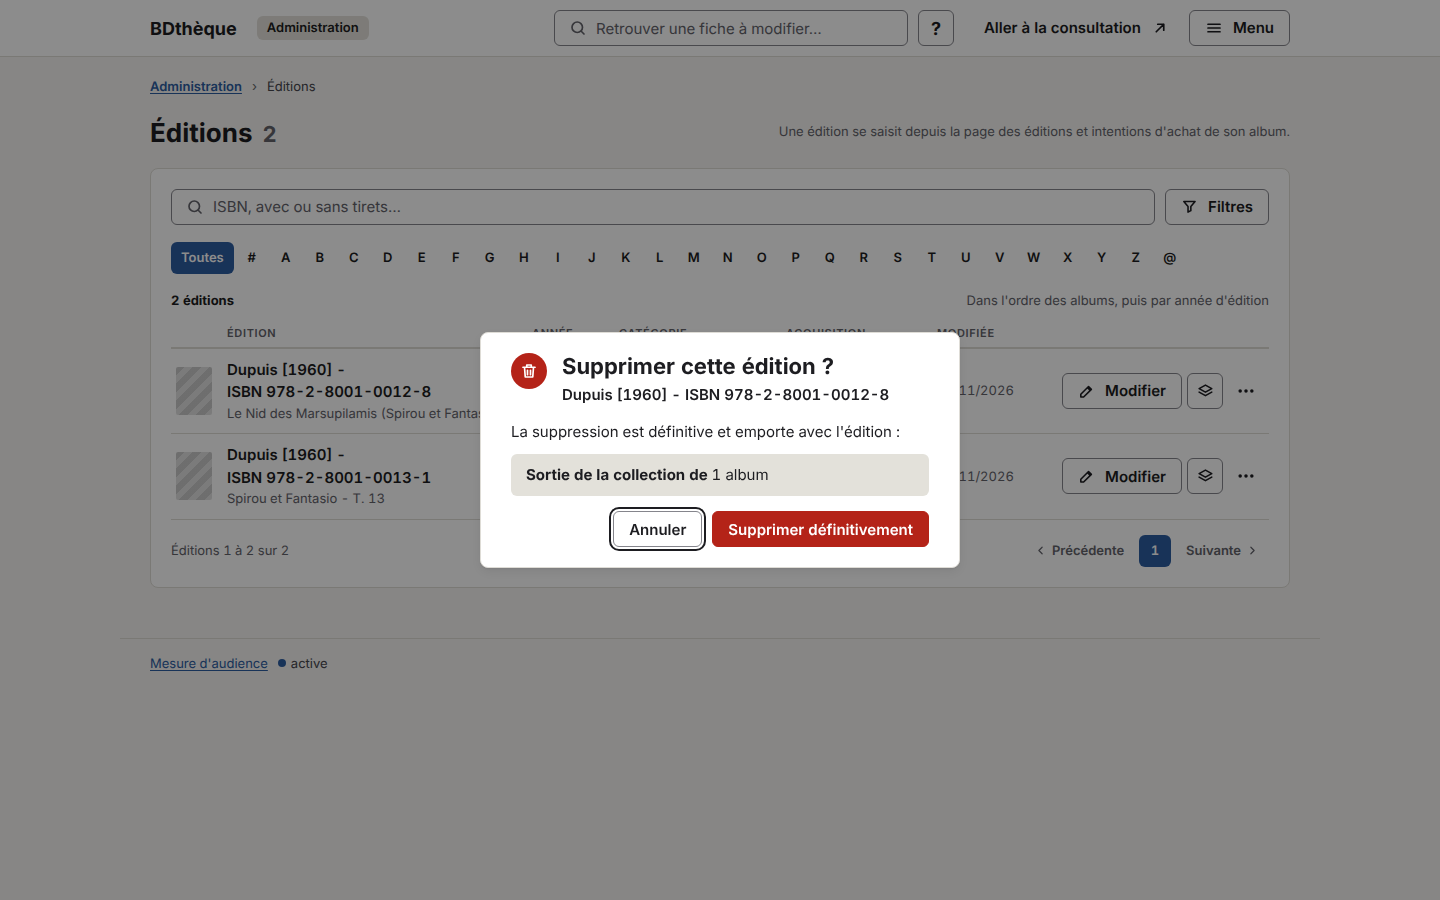 BDthèque
Administration
Retrouver une fiche à modifier...
?
Aller à la consultation
Menu
Administration › Éditions
Éditions 2
Une édition se saisit depuis la page des éditions et intentions d'achat de son album.
ISBN, avec ou sans tirets...
Filtres
Toutes # A B C D E F G H I J K L M N O P Q R S T U V W X Y Z @
2 éditions
Dans l'ordre des albums, puis par année d'édition
ÉDITION ANNÉE CATÉGORIE ACQUISITION MODIFIÉE
Dupuis [1960] -
ISBN 978-2-8001-0012-8
Le Nid des Marsupilamis (Spirou et Fantas
11/2026
Modifier
Dupuis [1960] -
ISBN 978-2-8001-0013-1
Spirou et Fantasio - T. 13
11/2026
Modifier
Éditions 1 à 2 sur 2
Précédente
1
Suivante
Supprimer cette édition ?
Dupuis [1960] - ISBN 978-2-8001-0012-8
La suppression est définitive et emporte avec l'édition :
Sortie de la collection de 1 album
Annuler
Supprimer définitivement
Mesure d'audience
active